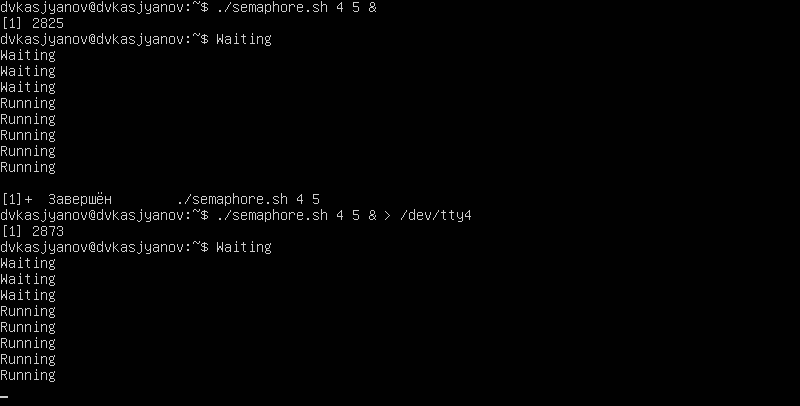 dvkasjyanov@dvkasjyanov:~$ ./semaphore.sh 4 5 &
[1] 2825
dvkasjyanov@dvkasjyanov:~$ Waiting
Waiting
Waiting
Waiting
Running
Running
Running
Running
Running
[1]+  Завершён        ./semaphore.sh 4 5
dvkasjyanov@dvkasjyanov:~$ ./semaphore.sh 4 5 & > /dev/tty4
[1] 2873
dvkasjyanov@dvkasjyanov:~$ Waiting
Waiting
Waiting
Waiting
Running
Running
Running
Running
Running